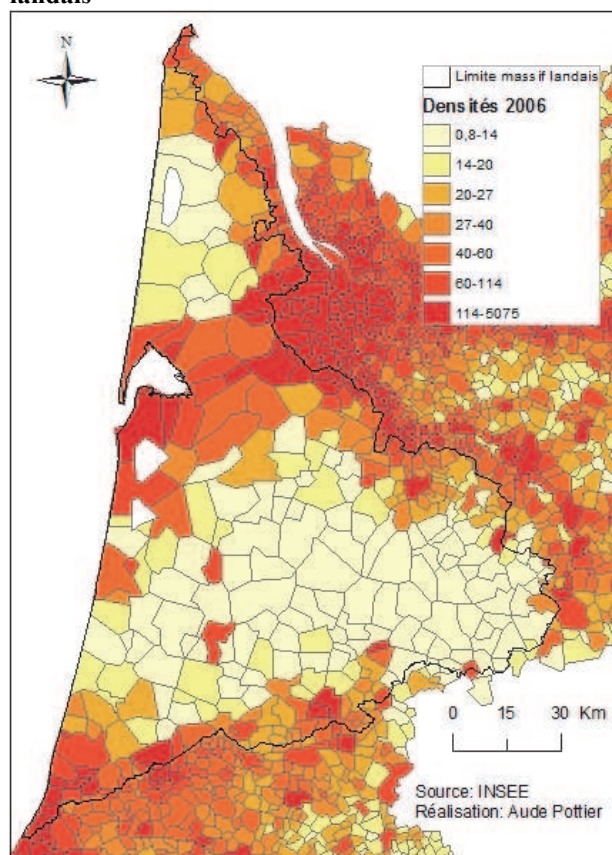 landais
N
Limite massif landais
Densités 2006
0,8-14
14-20
20-27
27-40
40-60
60-114
114-5075
0 15 30 Km
Source: INSEE
Réalisation: Aude Pottier